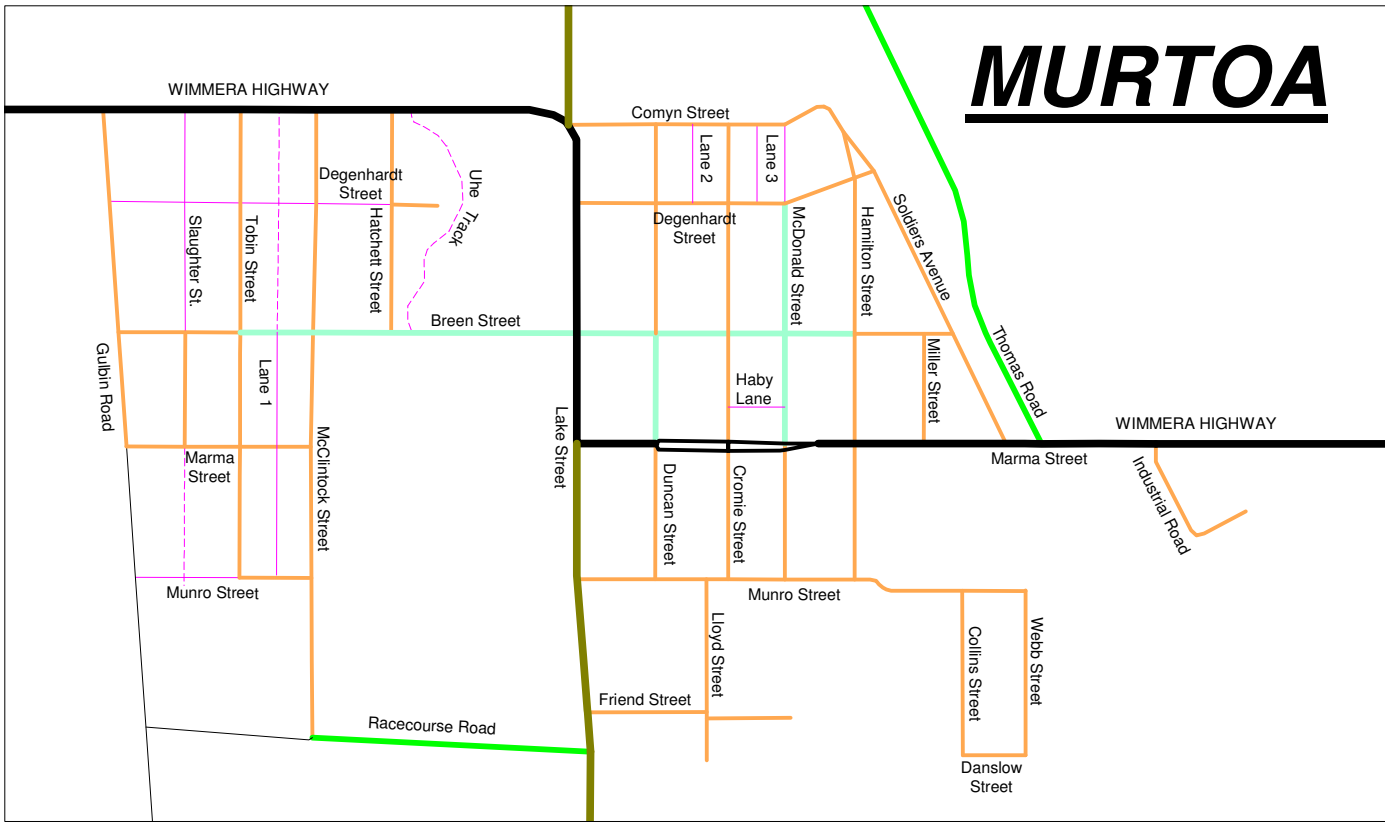 MURTOA
WIMMERA HIGHWAY
Comyn Street
Lane 2
Lane 3
Degenhardt
Street
Uhe Track
Slaughter St.
Tobin Street
Hatchett Street
Degenhardt
Street
McDonald Street
Hamilton Street
Soldiers Avenue
Breen Street
Gulbin Road
Lane 1
Haby
Lane
Miller Street
Thomas Road
WIMMERA HIGHWAY
Lake Street
McClintock Street
Marma
Street
Duncan Street
Cromie Street
Marma Street
Industrial Road
Munro Street
Munro Street
Lloyd Street
Collins Street
Webb Street
Friend Street
Racecourse Road
Danslow
Street